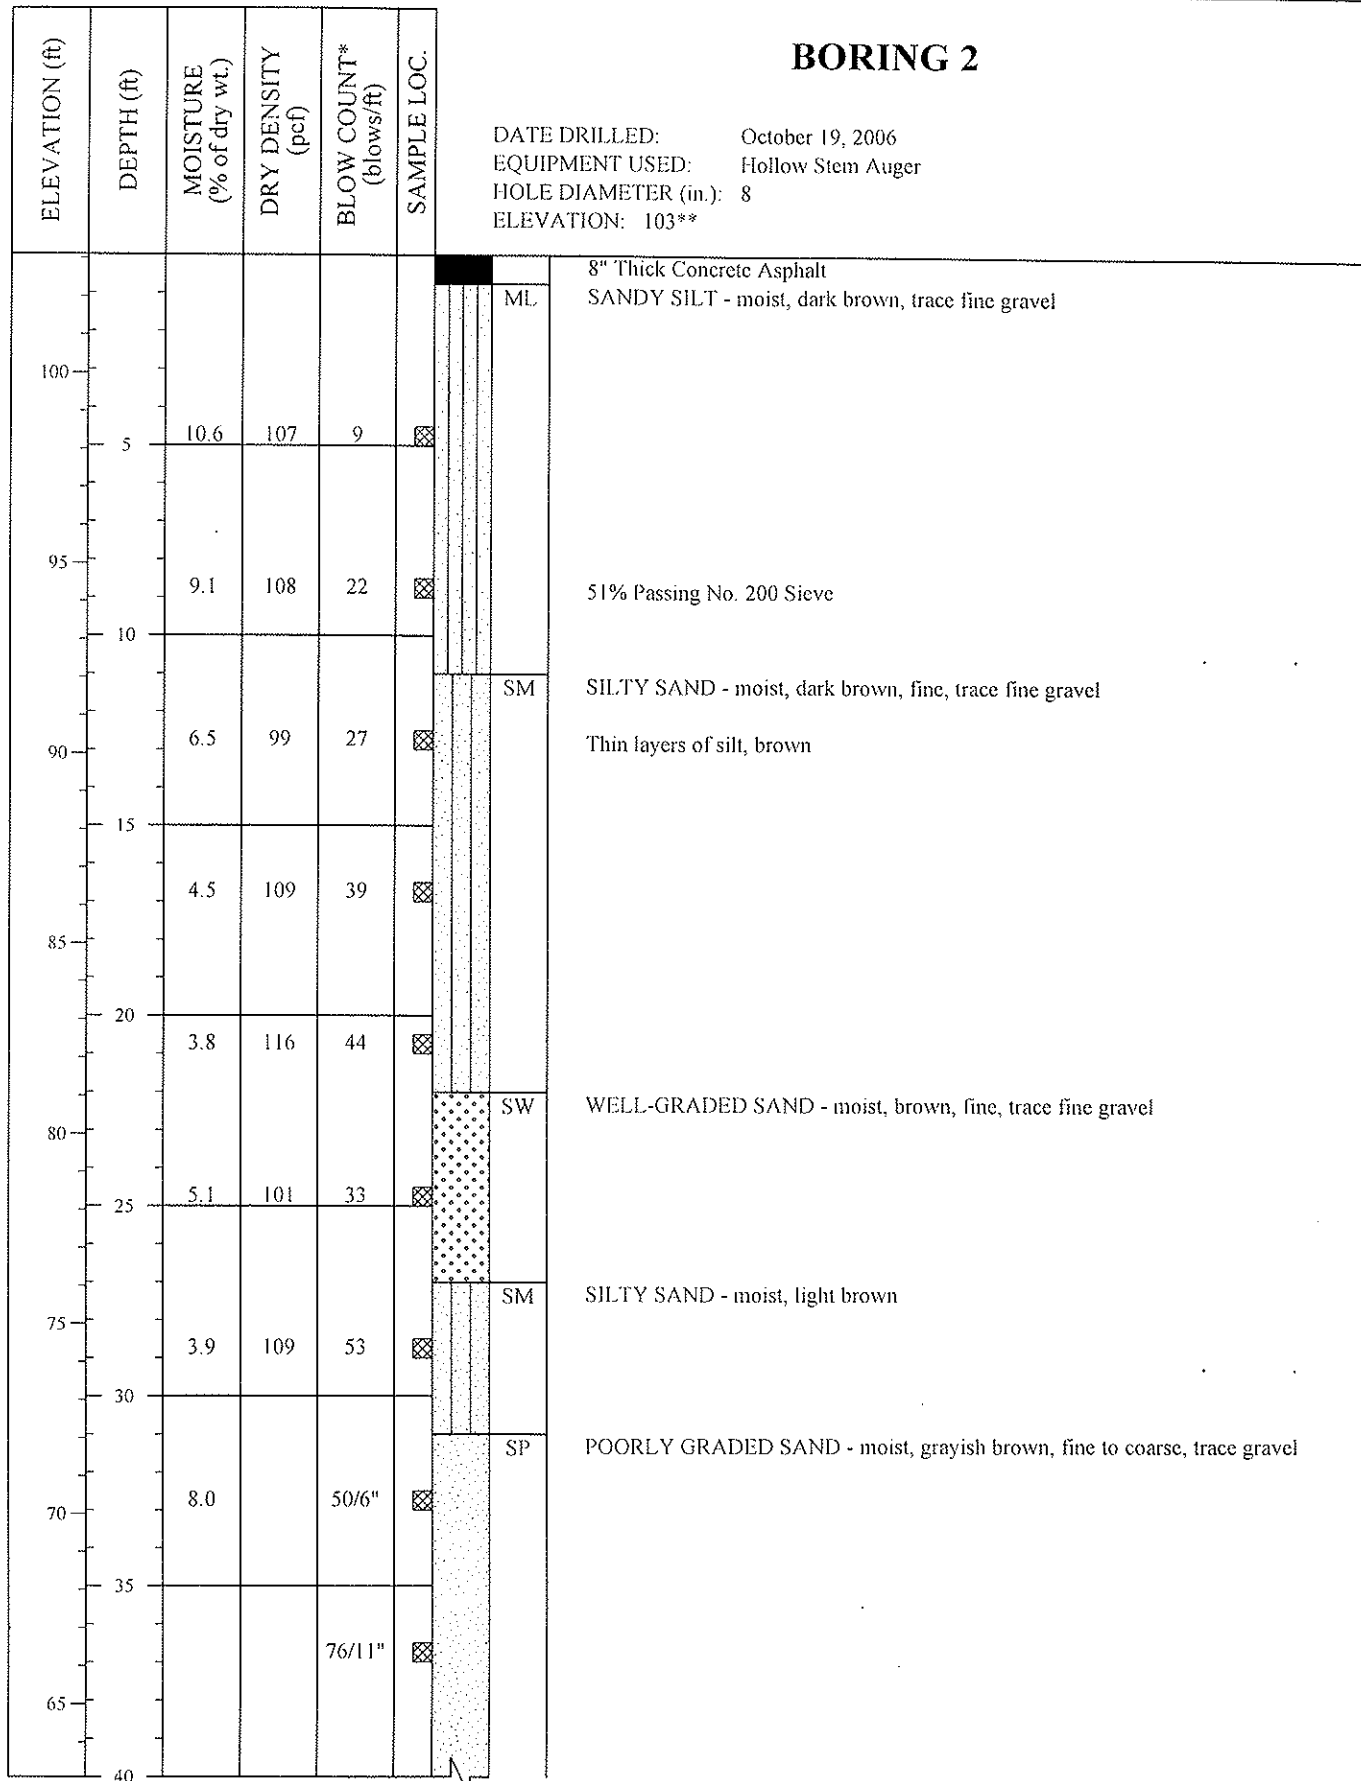 BORING 2
ELEVATION (ft)
DEPTH (ft)
MOISTURE
(% of dry wt.)
DRY DENSITY
(pcf)
BLOW COUNT*
(blows/ft)
SAMPLE LOC.
DATE DRILLED: October 19, 2006
EQUIPMENT USED: Hollow Stem Auger
HOLE DIAMETER (in.): 8
ELEVATION: 103**
8" Thick Concrete Asphalt
ML SANDY SILT - moist, dark brown, trace fine gravel
100
5 10.6 107 9
95
9.1 108 22 51% Passing No. 200 Sieve
10
SM SILTY SAND - moist, dark brown, fine, trace fine gravel
90 6.5 99 27 Thin layers of silt, brown
15
4.5 109 39
85
20
3.8 116 44
SW WELL-GRADED SAND - moist, brown, fine, trace fine gravel
80
25 5.1 101 33
SM SILTY SAND - moist, light brown
75
3.9 109 53
30
SP POORLY GRADED SAND - moist, grayish brown, fine to coarse, trace gravel
70 8.0 50/6"
35
76/11"
65
40